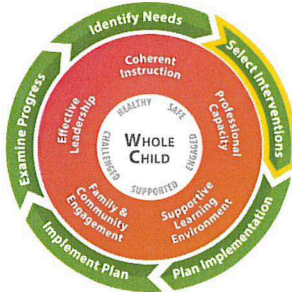 Identify Needs
Select Interventions
Plan Implementation
Implement Plan
Examine Progress
Coherent
Instruction
Professional
Capacity
Supportive
Learning
Environment
Family &
Community
Engagement
Effective
Leadership
HEALTHY
SAFE
ENGAGED
SUPPORTED
CHALLENGED
WHOLE
CHILD